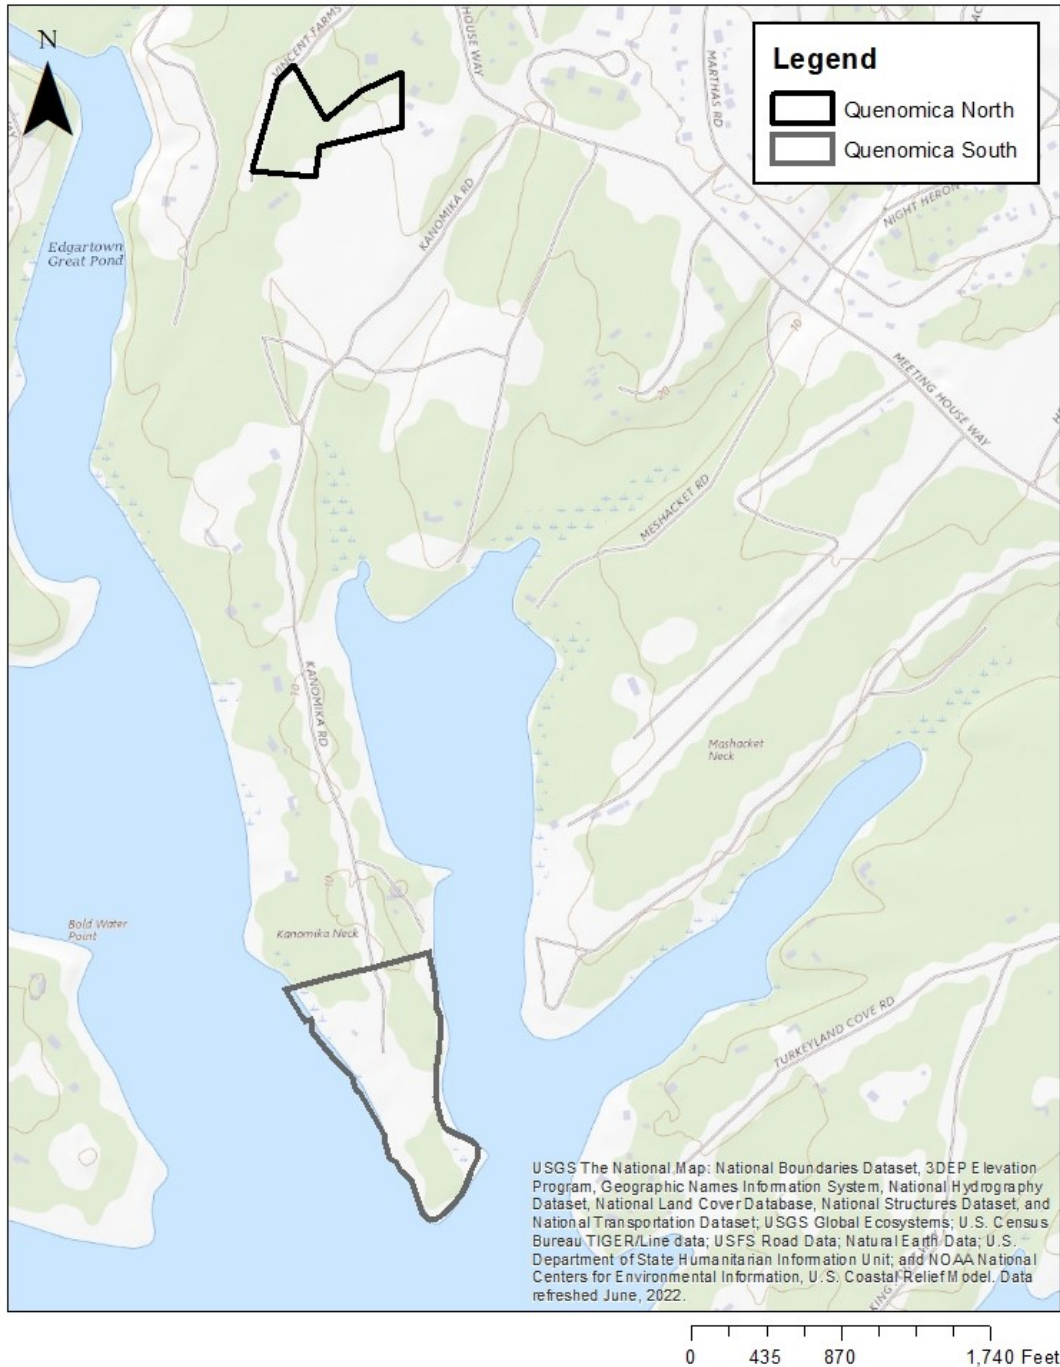 N
Legend
Quenomica North
Quenomica South
VINCENT FARMS
HOUSE WAY
MARTHAS RD
NIGHT HERON
KANOMIKA RD
Edgartown
Great Pond
10
20
MEETING HOUSE WAY
MESHACKET RD
KANOMIKA RD
10
Mashacket
Neck
10
Bold Water
Point
Kanomika Neck
TURKEYLAND COVE RD
USGS The National Map: National Boundaries Dataset, 3DEP Elevation
Program, Geographic Names Information System, National Hydrography
Dataset, National Land Cover Database, National Structures Dataset, and
National Transportation Dataset; USGS Global Ecosystems; U.S. Census
Bureau TIGER/Line data; USFS Road Data; Natural Earth Data; U.S.
Department of State Humanitarian Information Unit; and NOAA National
Centers for Environmental Information, U.S. Coastal Relief Model. Data
refreshed June, 2022.
0 435 870 1,740 Feet